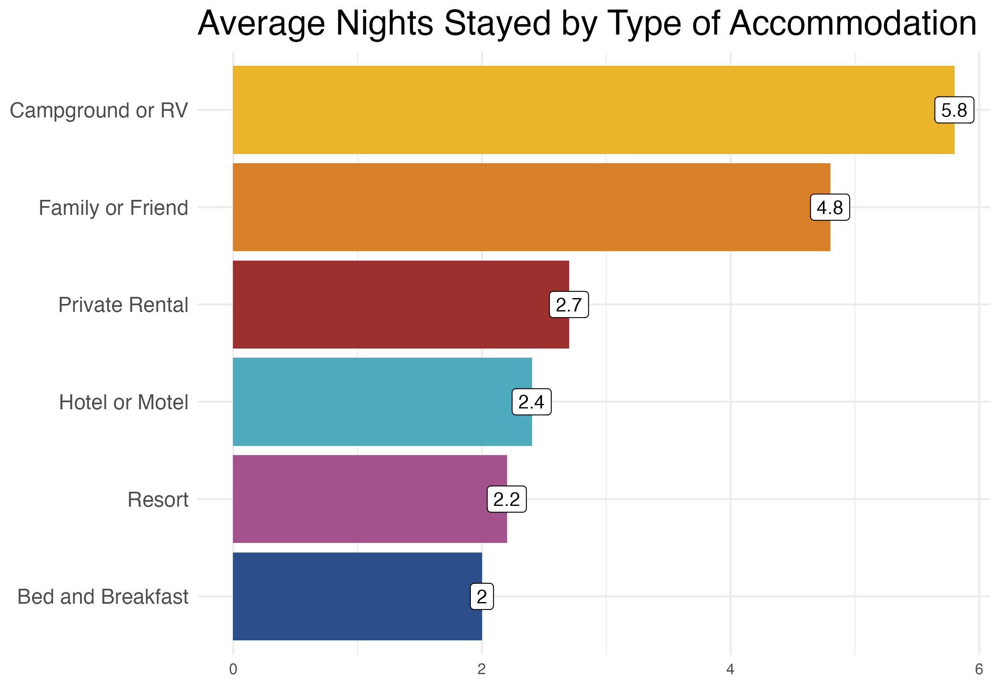 Average Nights Stayed by Type of Accommodation
Campground or RV
5.8
Family or Friend
4.8
Private Rental
2.7
Hotel or Motel
2.4
Resort
2.2
Bed and Breakfast
2
0 2 4 6